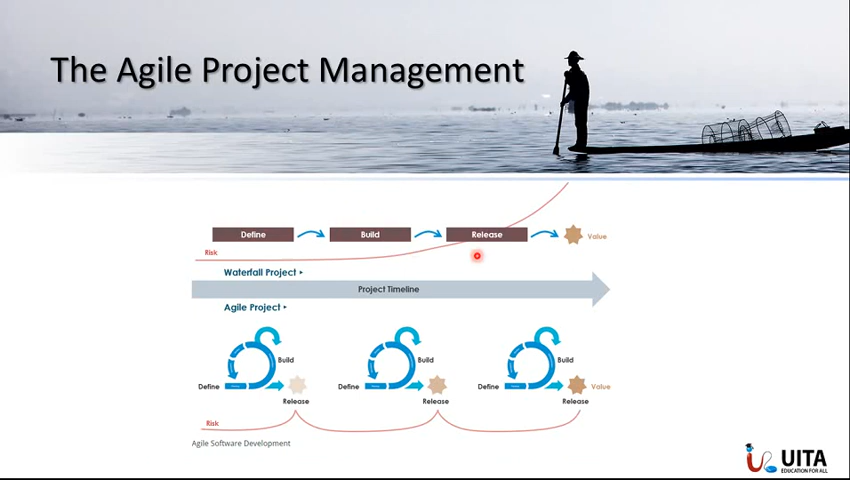 The Agile Project Management
Define
Build
Release
Value
Risk
Waterfall Project
Project Timeline
Agile Project
Build
Build
Build
Define
Define
Define
Value
Release
Release
Release
Risk
Agile Software Development
UITA
EDUCATION FOR ALL